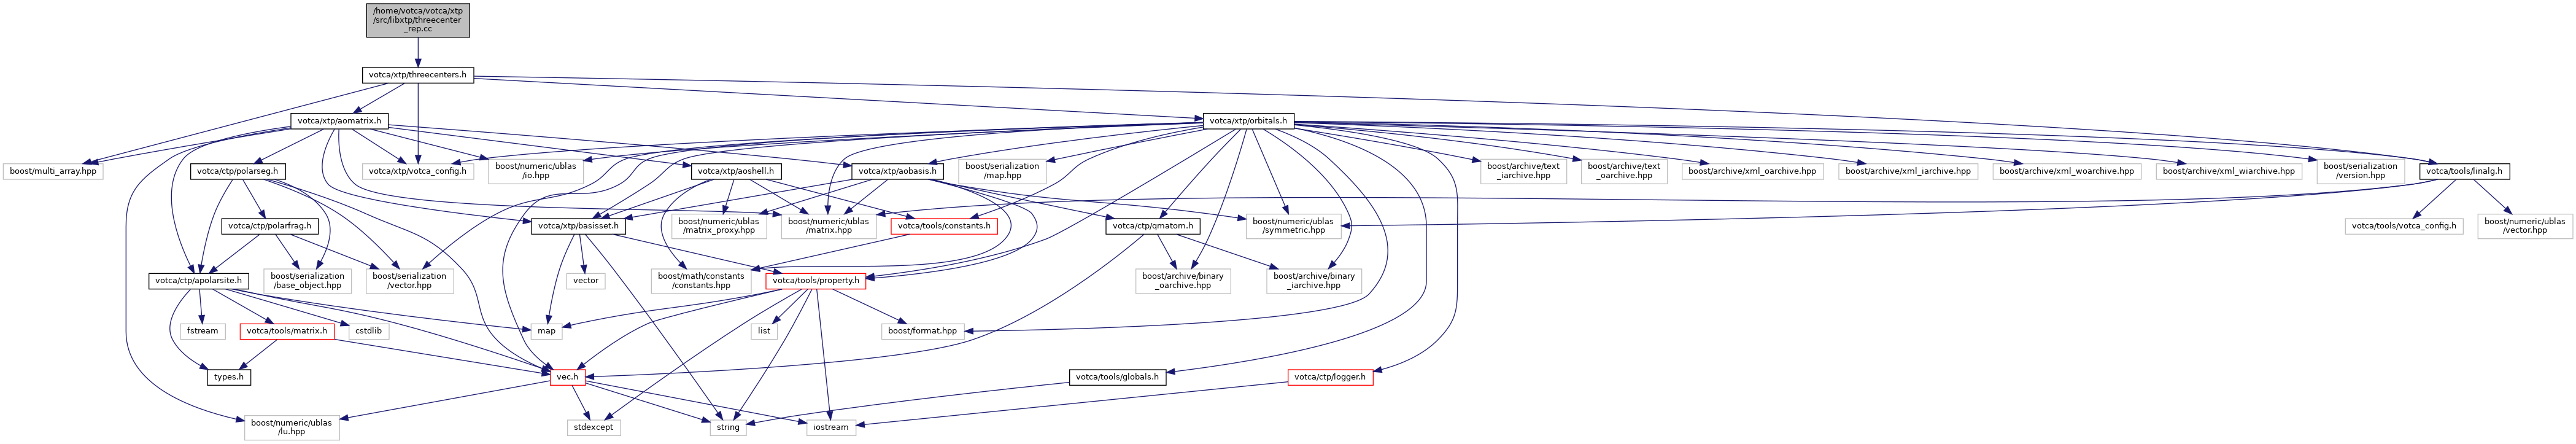 /home/votca/votca/xtp
/src/libxtp/threecenter
_rep.cc
votca/xtp/threecenters.h
votca/xtp/aomatrix.h
votca/xtp/orbitals.h
boost/multi_array.hpp
votca/ctp/polarseg.h
votca/xtp/votca_config.h
boost/numeric/ublas
/io.hpp
votca/xtp/aoshell.h
votca/xtp/aobasis.h
boost/serialization
/map.hpp
boost/archive/text
_iarchive.hpp
boost/archive/text
_oarchive.hpp
boost/archive/xml_oarchive.hpp
boost/archive/xml_iarchive.hpp
boost/archive/xml_woarchive.hpp
boost/archive/xml_wiarchive.hpp
boost/serialization
/version.hpp
votca/tools/linalg.h
votca/ctp/polarfrag.h
votca/xtp/basisset.h
boost/numeric/ublas
/matrix_proxy.hpp
boost/numeric/ublas
/matrix.hpp
votca/tools/constants.h
votca/ctp/qmatom.h
boost/numeric/ublas
/symmetric.hpp
votca/tools/votca_config.h
boost/numeric/ublas
/vector.hpp
votca/ctp/apolarsite.h
boost/serialization
/base_object.hpp
boost/serialization
/vector.hpp
vector
boost/math/constants
/constants.hpp
votca/tools/property.h
boost/archive/binary
_oarchive.hpp
boost/archive/binary
_iarchive.hpp
fstream
votca/tools/matrix.h
cstdlib
map
list
boost/format.hpp
types.h
vec.h
votca/tools/globals.h
votca/ctp/logger.h
boost/numeric/ublas
/lu.hpp
stdexcept
string
iostream